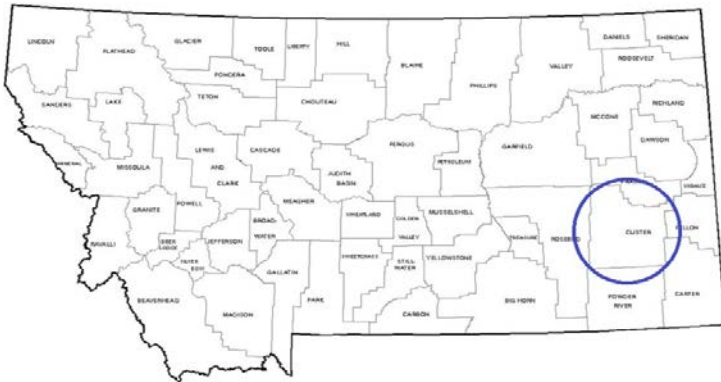 LINCOLN
FLATHEAD
GLACIER
TOOLE
LIBERTY
HILL
BLAINE
PHILLIPS
VALLEY
DANIELS
SHERIDAN
ROOSEVELT
PONDERA
TETON
CHOUTEAU
SANDERS
LAKE
RICHLAND
MCCONE
DAWSON
GARFIELD
FERGUS
PETROLEUM
CASCADE
LEWIS
AND
CLARK
JUDITH
BASIN
MINERAL
MISSOULA
POWELL
GRANITE
MEAGHER
WHEATLAND
GOLDEN
VALLEY
MUSSELSHELL
TREASURE
ROSEBUD
CUSTER
FALLON
RAVALLI
DEER
LODGE
JEFFERSON
BROAD-
WATER
SILVER
BOW
GALLATIN
PARK
SWEETGRASS
STILL-
WATER
YELLOWSTONE
BIG HORN
POWDER
RIVER
CARTER
BEAVERHEAD
MADISON
CARBON